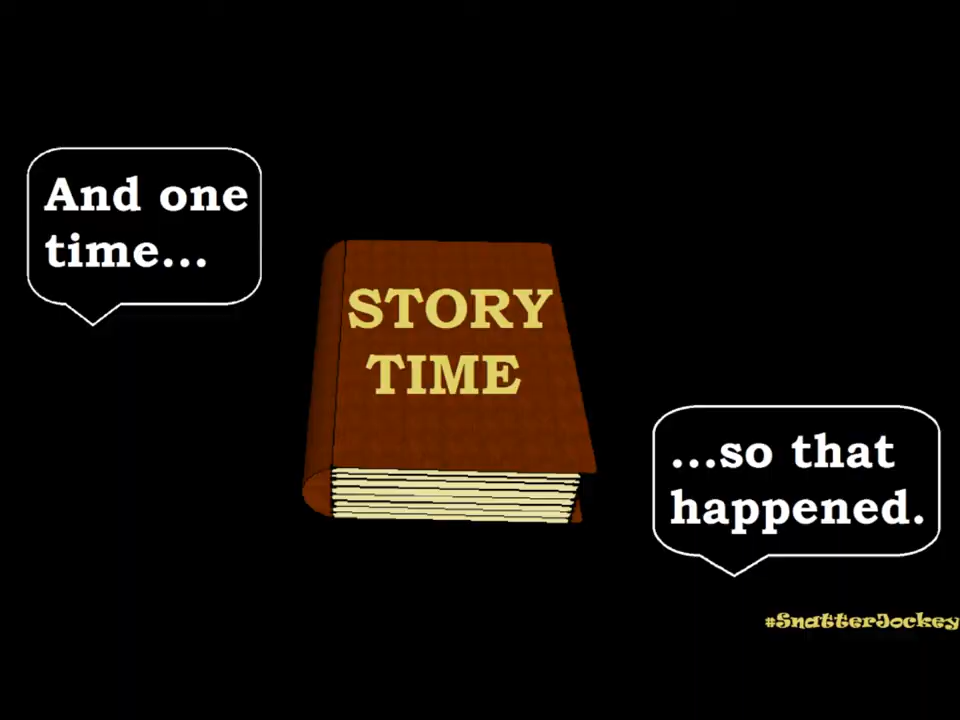 And one
time...
STORY
TIME
...so that
happened.
#SnatterJockey